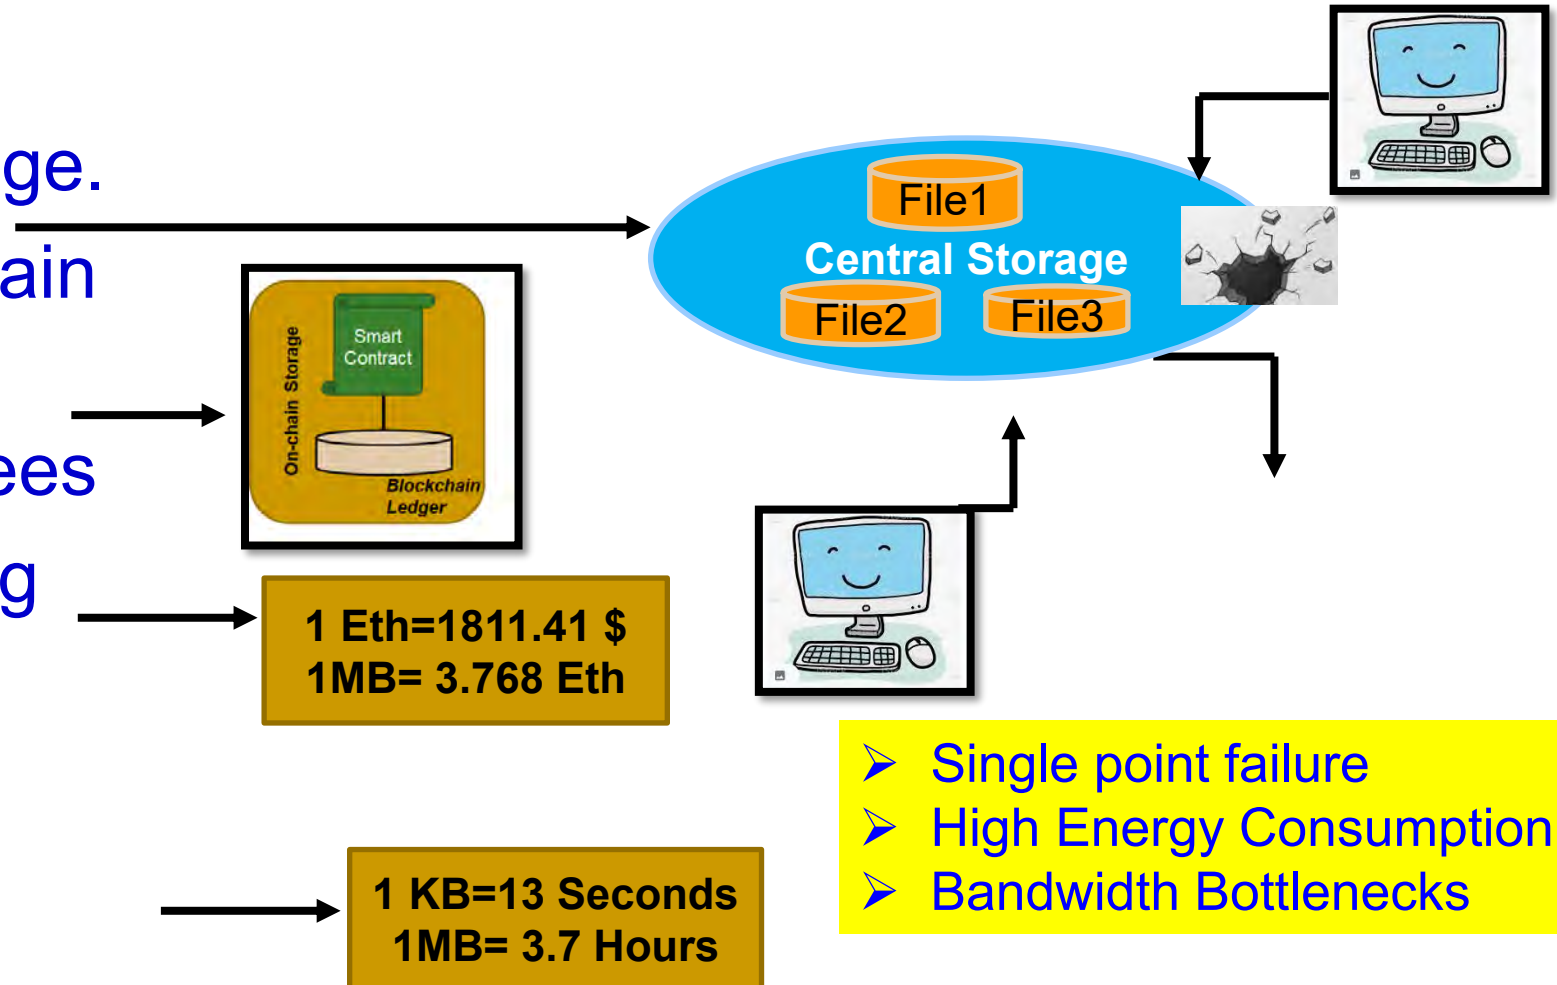 ge.
ain
ees
g
On-chain Storage
Smart
Contract
Blockchain
Ledger
1 Eth=1811.41 $
1MB= 3.768 Eth
1 KB=13 Seconds
1MB= 3.7 Hours
File1
Central Storage
File2
File3
➢ Single point failure
➢ High Energy Consumption
➢ Bandwidth Bottlenecks